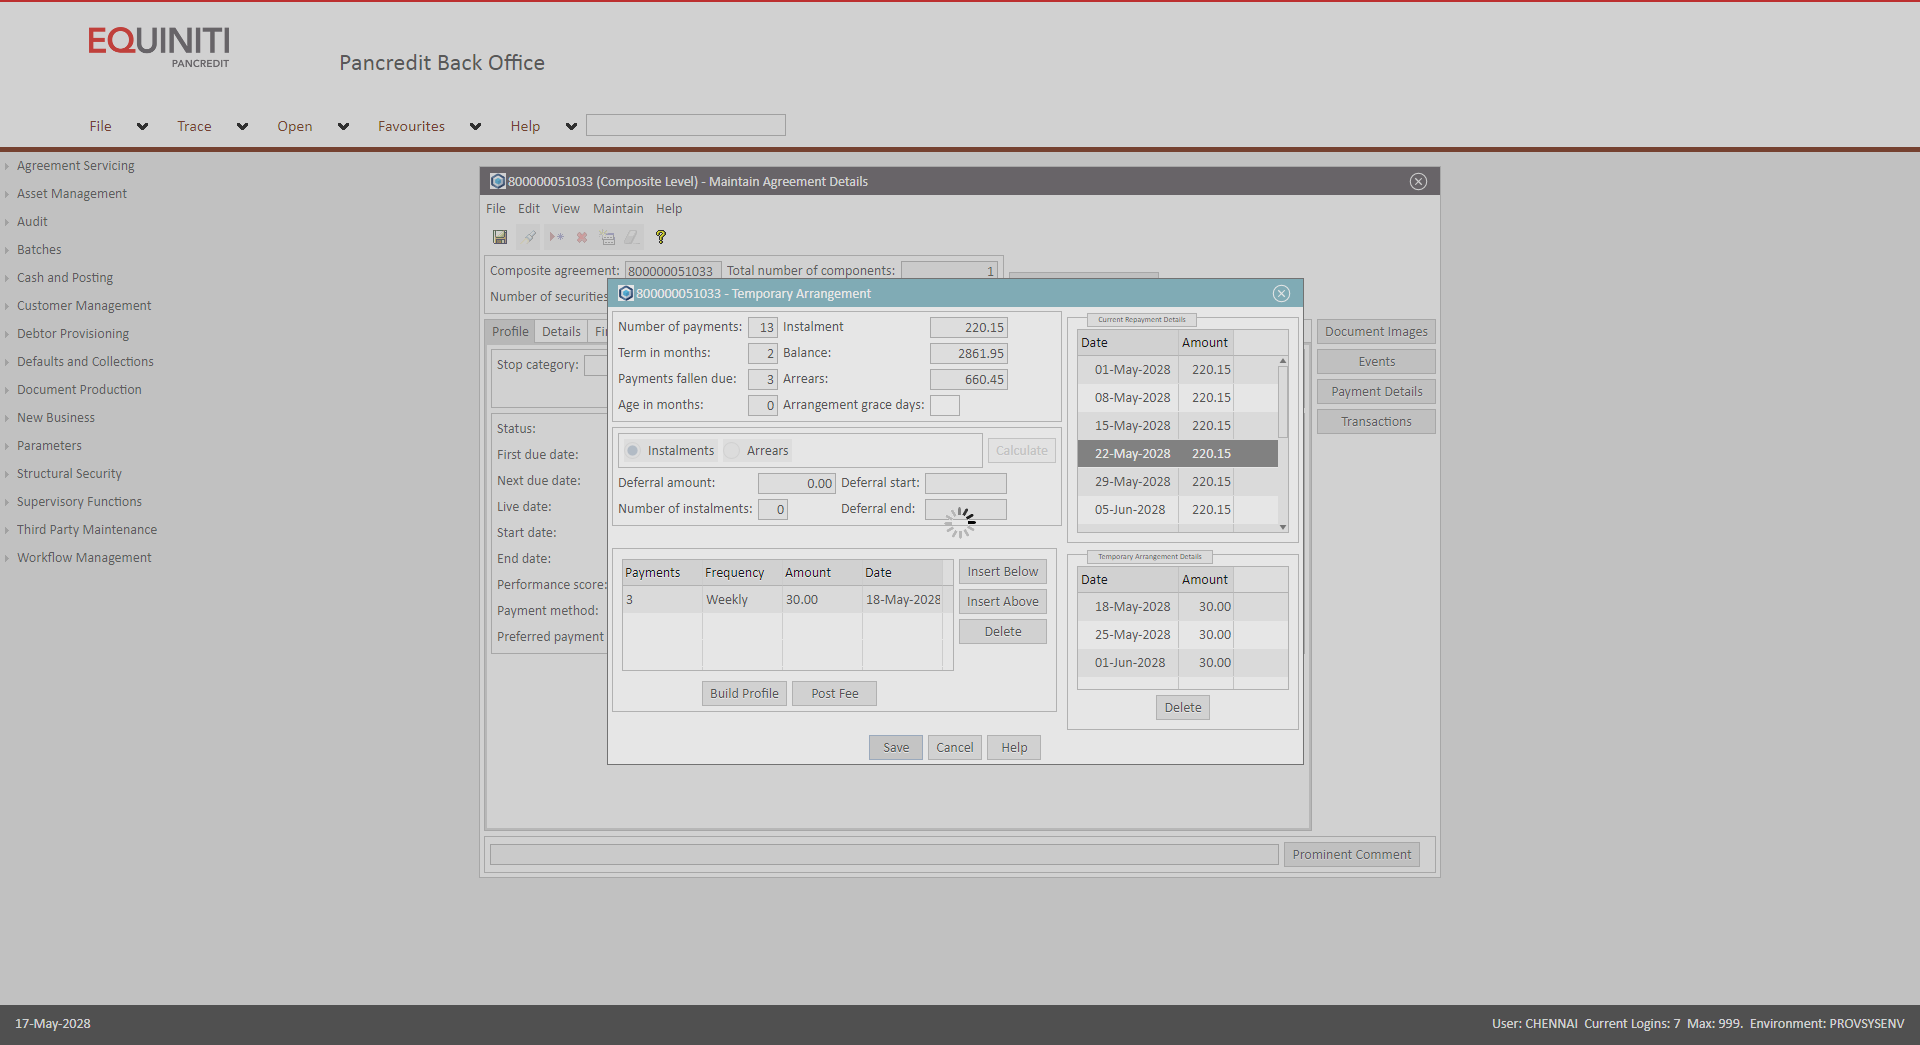 EQUINITI
PANCREDIT
Pancredit Back Office
File Trace Open Favourites Help
Agreement Servicing
Asset Management
Audit
Batches
Cash and Posting
Customer Management
Debtor Provisioning
Defaults and Collections
Document Production
New Business
Parameters
Structural Security
Supervisory Functions
Third Party Maintenance
Workflow Management
800000051033 (Composite Level) - Maintain Agreement Details
File Edit View Maintain Help
Composite agreement: 800000051033 Total number of components: 1
Number of securities
Profile Details Fi
Stop category:
Status:
First due date:
Next due date:
Live date:
Start date:
End date:
Performance score:
Payment method:
Preferred payment
Document Images
Events
Payment Details
Transactions
800000051033 - Temporary Arrangement
Number of payments: 13 Instalment 220.15
Term in months: 2 Balance: 2861.95
Payments fallen due: 3 Arrears: 660.45
Age in months: 0 Arrangement grace days:
Instalments Arrears Calculate
Deferral amount: 0.00 Deferral start:
Number of instalments: 0 Deferral end:
Payments Frequency Amount Date
3 Weekly 30.00 18-May-2028
Insert Below
Insert Above
Delete
Build Profile Post Fee
Current Repayment Details
Date Amount
01-May-2028 220.15
08-May-2028 220.15
15-May-2028 220.15
22-May-2028 220.15
29-May-2028 220.15
05-Jun-2028 220.15
Temporary Arrangement Details
Date Amount
18-May-2028 30.00
25-May-2028 30.00
01-Jun-2028 30.00
Delete
Save Cancel Help
Prominent Comment
17-May-2028
User: CHENNAI Current Logins: 7 Max: 999. Environment: PROVSYSENV